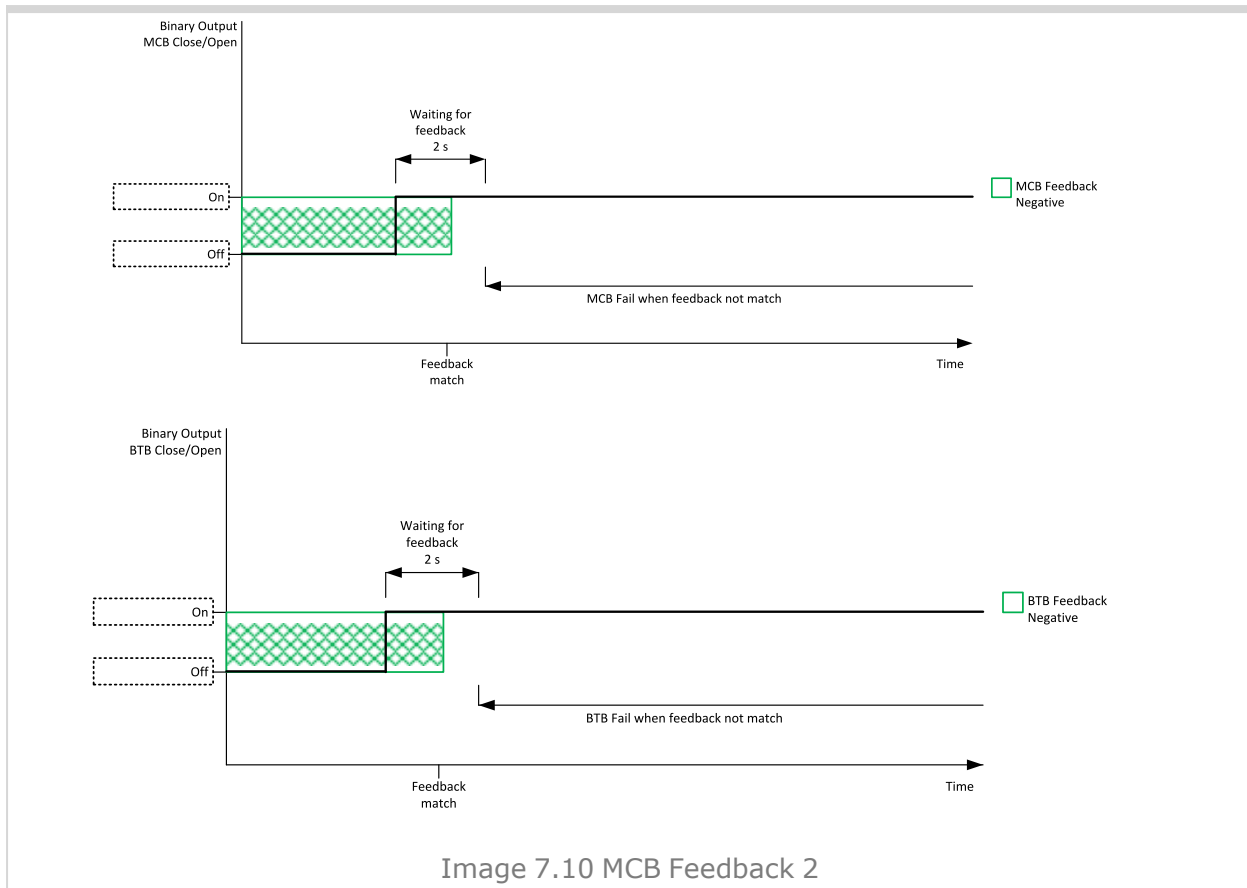 Binary Output
MCB Close/Open
Waiting for
feedback
2 s
On
MCB Feedback
Negative
Off
MCB Fail when feedback not match
Feedback
match
Time
Binary Output
BTB Close/Open
Waiting for
feedback
2 s
On
BTB Feedback
Negative
Off
BTB Fail when feedback not match
Feedback
match
Time
Image 7.10 MCB Feedback 2